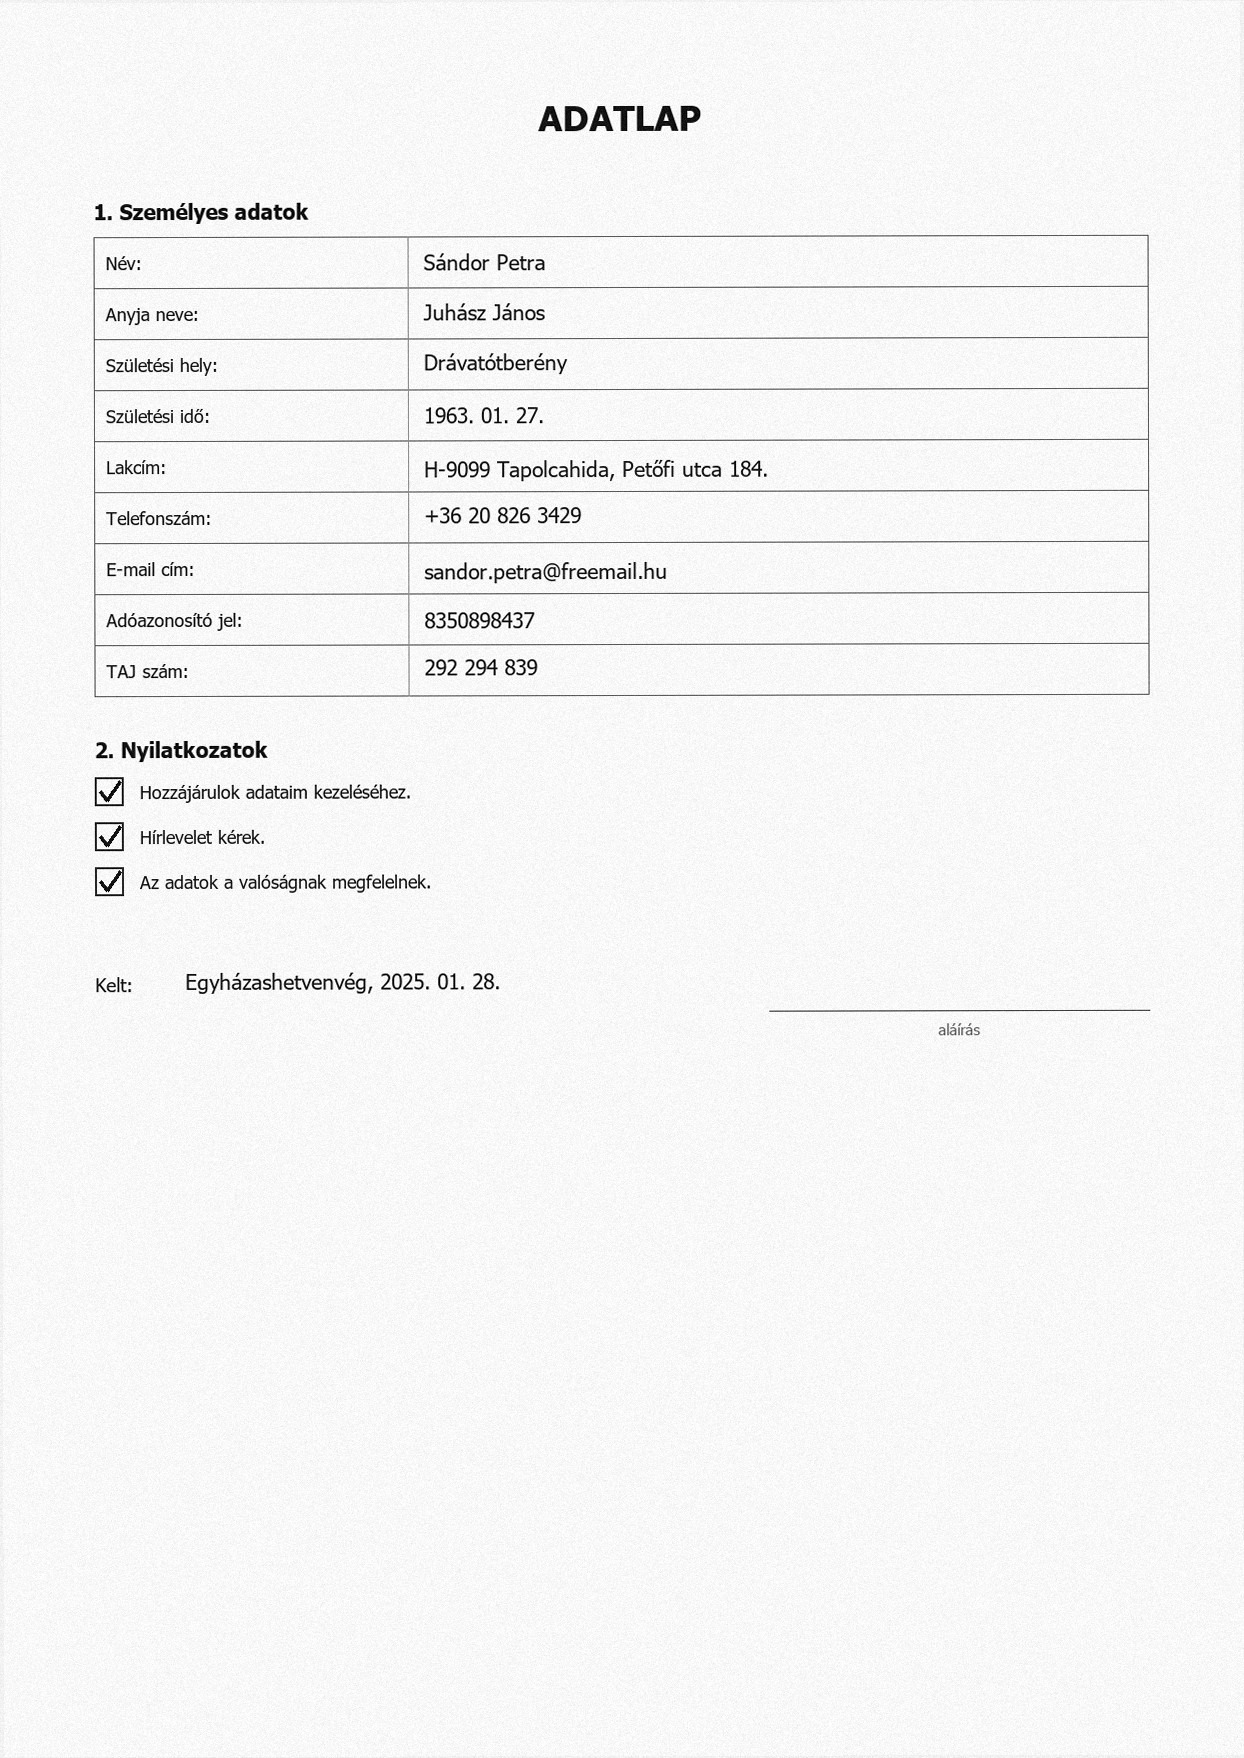 ADATLAP
1. Személyes adatok
Név: Sándor Petra
Anyja neve: Juhász János
Születési hely: Drávatótberény
Születési idő: 1963. 01. 27.
Lakcím: H-9099 Tapolcahida, Petőfi utca 184.
Telefonszám: +36 20 826 3429
E-mail cím: sandor.petra@freemail.hu
Adóazonosító jel: 8350898437
TAJ szám: 292 294 839
2. Nyilatkozatok
Hozzájárulok adataim kezeléséhez.
Hírlevelet kérek.
Az adatok a valóságnak megfelelnek.
Kelt: Egyházashetvenvég, 2025. 01. 28.
aláírás